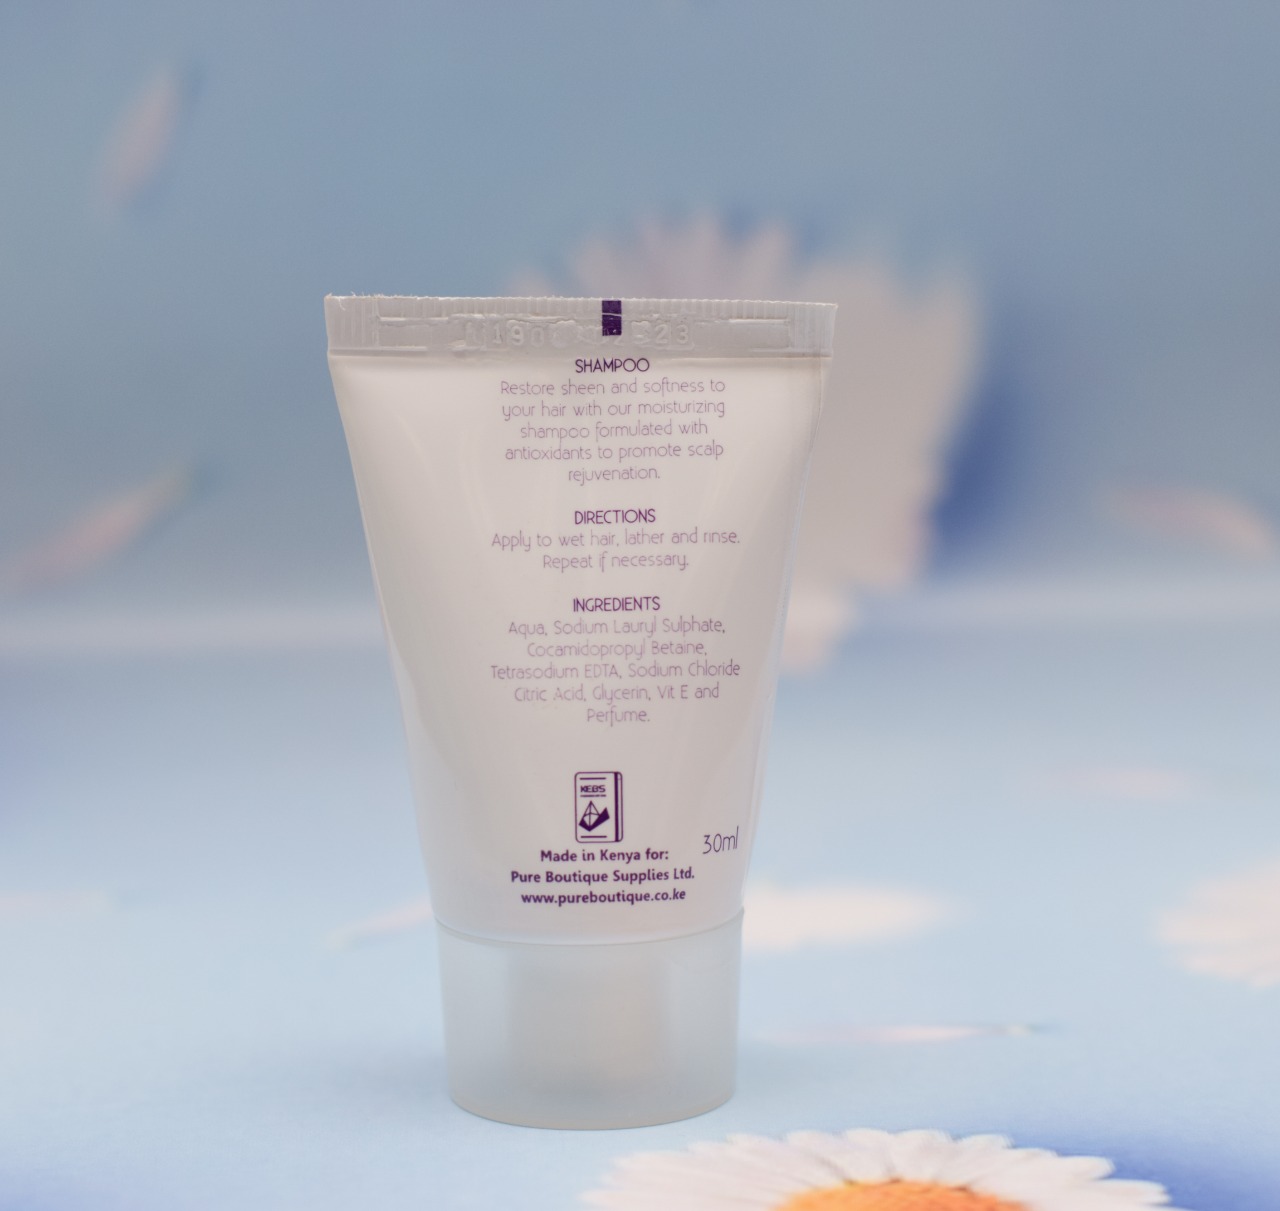 SHAMPOO
Restore sheen and softness to
your hair with our moisturizing
shampoo formulated with
antioxidants to promote scalp
rejuvenation.
DIRECTIONS
Apply to wet hair, lather and rinse.
Repeat if necessary.
INGREDIENTS
Aqua, Sodium Lauryl Sulphate,
Cocamidopropyl Betaine,
Tetrasodium EDTA, Sodium Chloride
Citric Acid, Glycerin, Vit E and
Perfume.
KEBS
30ml
Made in Kenya for:
Pure Boutique Supplies Ltd.
www.pureboutique.co.ke